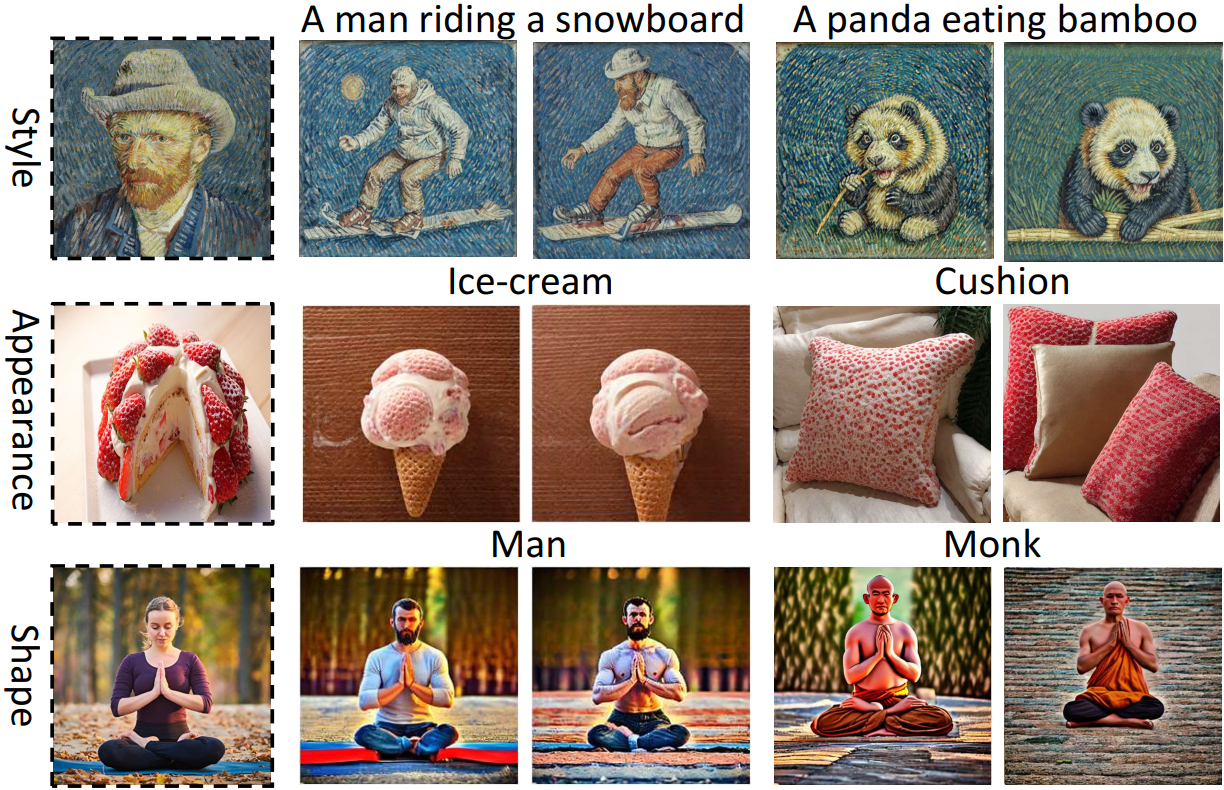 A man riding a snowboard
A panda eating bamboo
Style
Ice-cream
Cushion
Appearance
Man
Monk
Shape